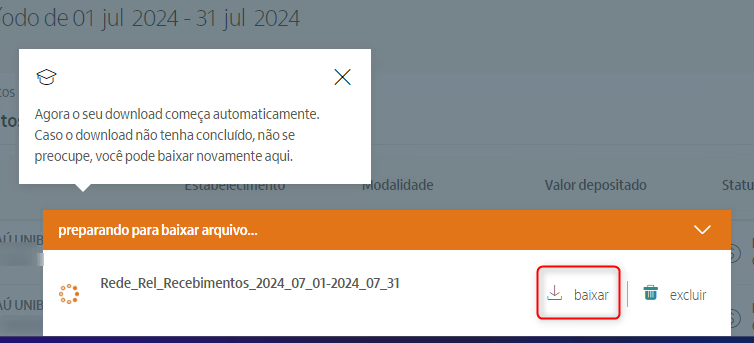 íodo de 01 jul 2024 - 31 jul 2024
Agora o seu download começa automaticamente.
Caso o download não tenha concluído, não se
preocupe, você pode baixar novamente aqui.
tos
tos
Estabelecimento Modalidade Valor depositado Statu
preparando para baixar arquivo...
AÚ UNIB
Rede_Rel_Recebimentos_2024_07_01-2024_07_31
baixar excluir
AÚ UNIB